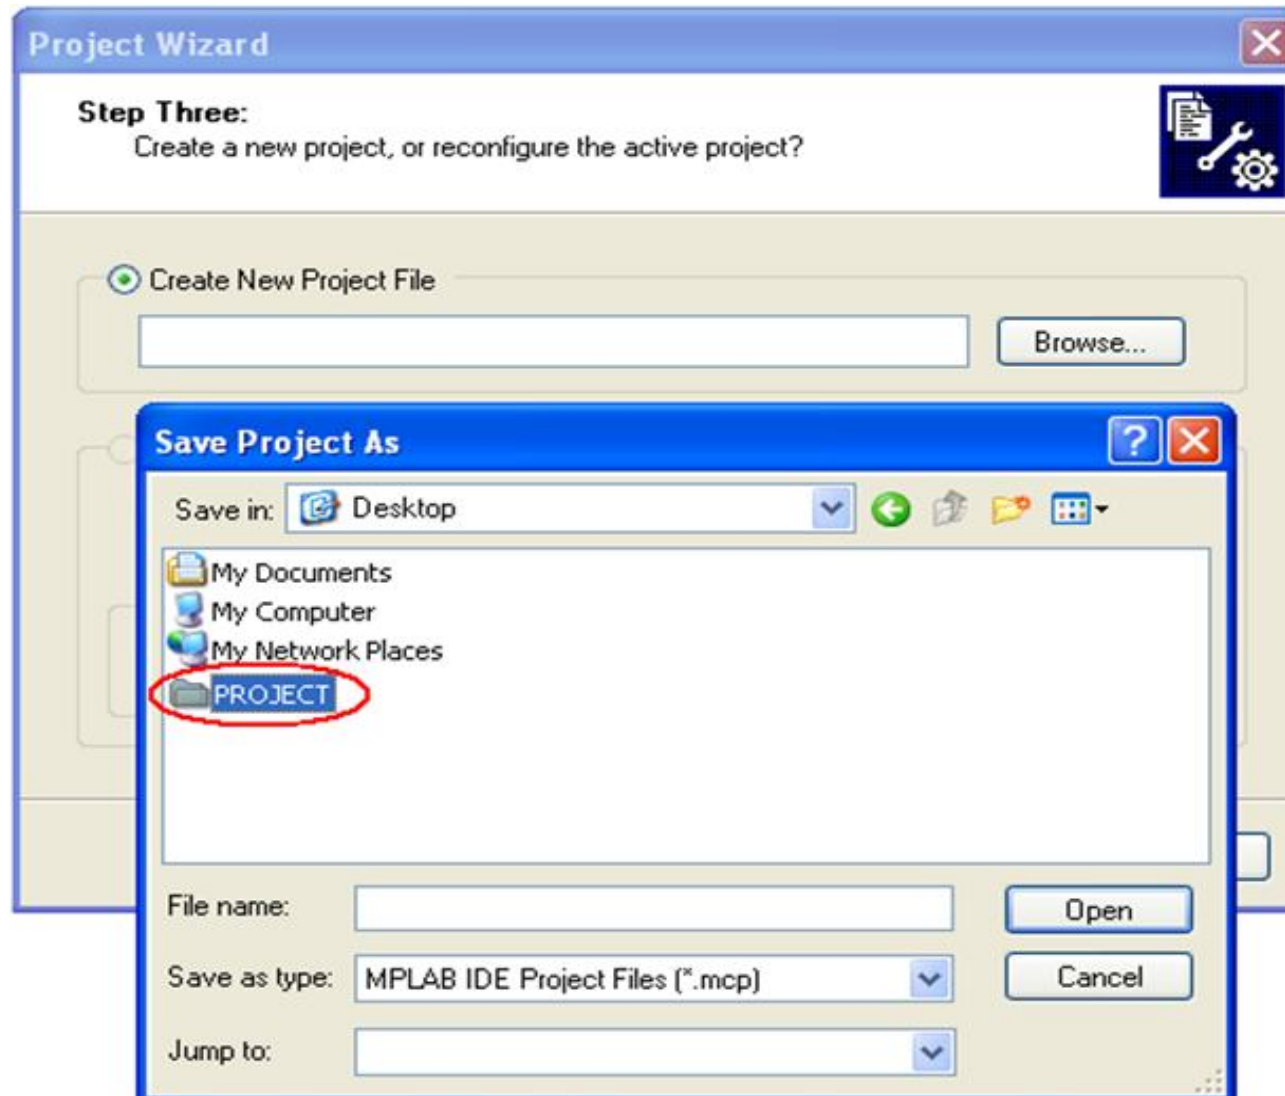 Project Wizard
Step Three:
Create a new project, or reconfigure the active project?
Create New Project File
Browse...
Save Project As
Save in: Desktop
My Documents
My Computer
My Network Places
PROJECT
File name:
Open
Save as type: MPLAB IDE Project Files (*.mcp)
Cancel
Jump to: